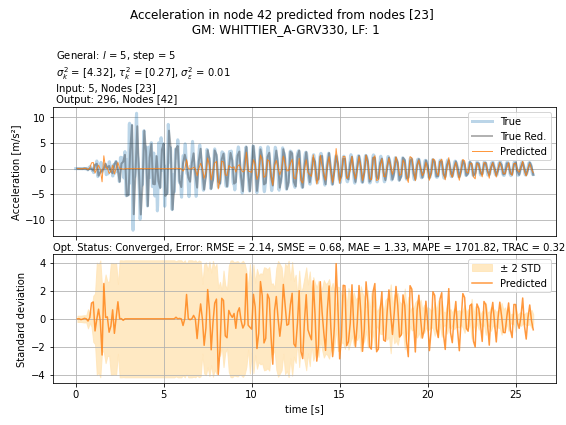 Acceleration in node 42 predicted from nodes [23]
GM: WHITTIER_A-GRV330, LF: 1
General: l = 5, step = 5
σ²ₖ = [4.32], τ²ₖ = [0.27], σ²ε = 0.01
Input: 5, Nodes [23]
Output: 296, Nodes [42]
Acceleration [m/s²]
10
5
0
−5
−10
True
True Red.
Predicted
Opt. Status: Converged, Error: RMSE = 2.14, SMSE = 0.68, MAE = 1.33, MAPE = 1701.82, TRAC = 0.32
Standard deviation
4
2
0
−2
−4
± 2 STD
Predicted
0 5 10 15 20 25
time [s]